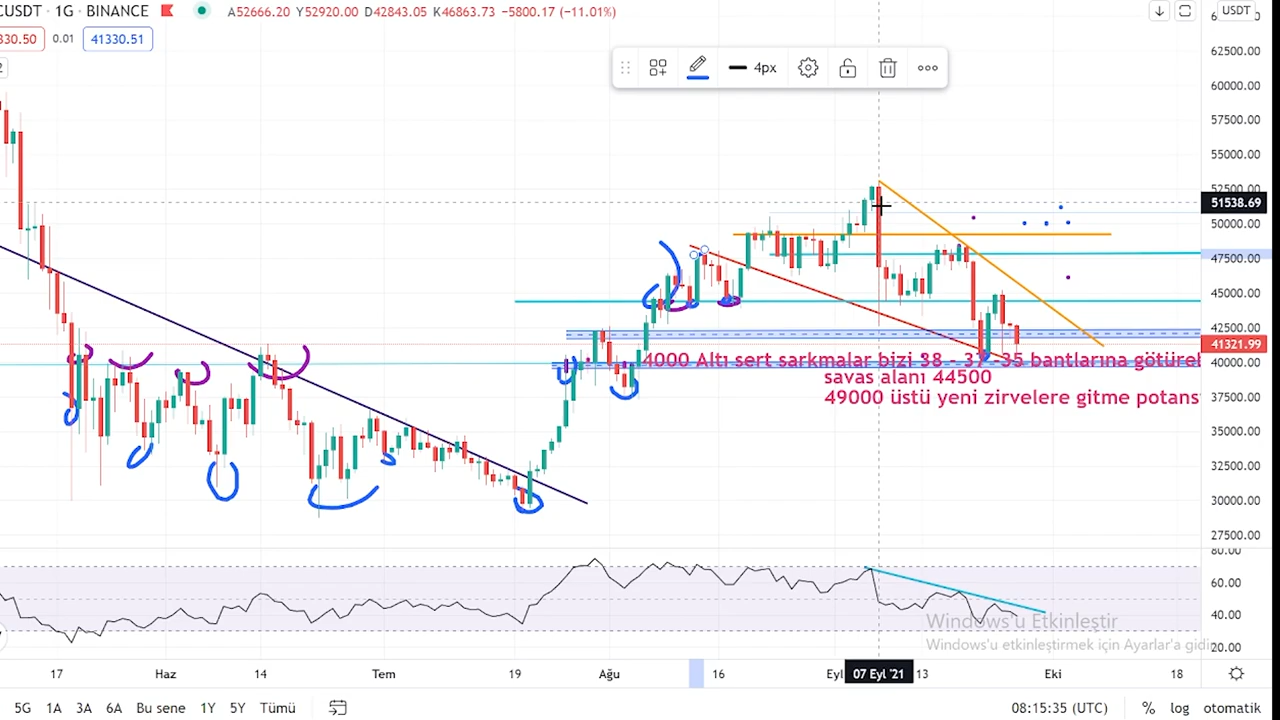 CUSDT · 1G · BINANCE A52666.20 Y52920.00 D42843.05 K46863.73 −5800.17 (−11.01%) USDT
330.50 0.01 41330.51
2
4px
62500.00
60000.00
57500.00
55000.00
52500.00
51538.69
50000.00
47500.00
45000.00
42500.00
41321.99
40000.00
37500.00
35000.00
32500.00
30000.00
27500.00
4000 Altı sert sarkmalar bizi 38 - 37- 35 bantlarına götürel
savas alanı 44500
49000 üstü yeni zirvelere gitme potans
80.00
60.00
40.00
20.00
Windows'u Etkinleştir
Windows'u etkinleştirmek için Ayarlar'a gidin
17 Haz 14 Tem 19 Ağu 16 Eyl 07 Eyl '21 13 Eki 18
5G 1A 3A 6A Bu sene 1Y 5Y Tümü 08:15:35 (UTC) % log otomatik